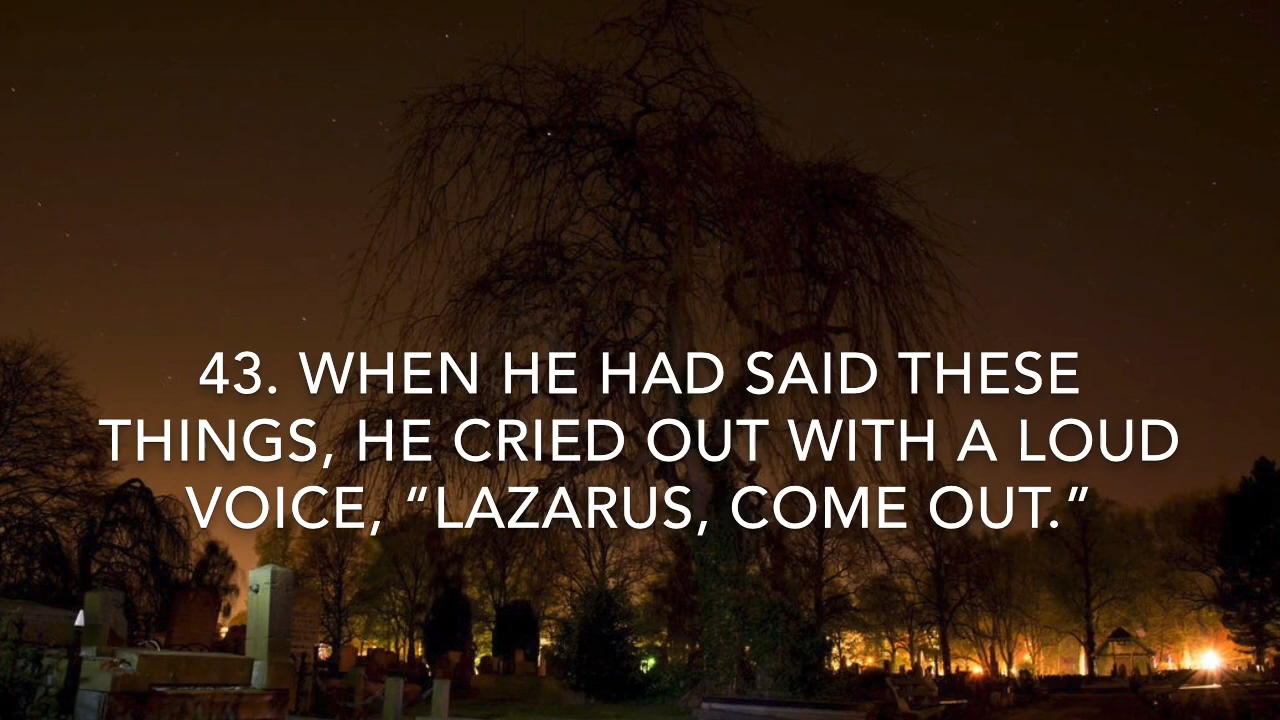 43. WHEN HE HAD SAID THESE
THINGS, HE CRIED OUT WITH A LOUD
VOICE, “LAZARUS, COME OUT.”